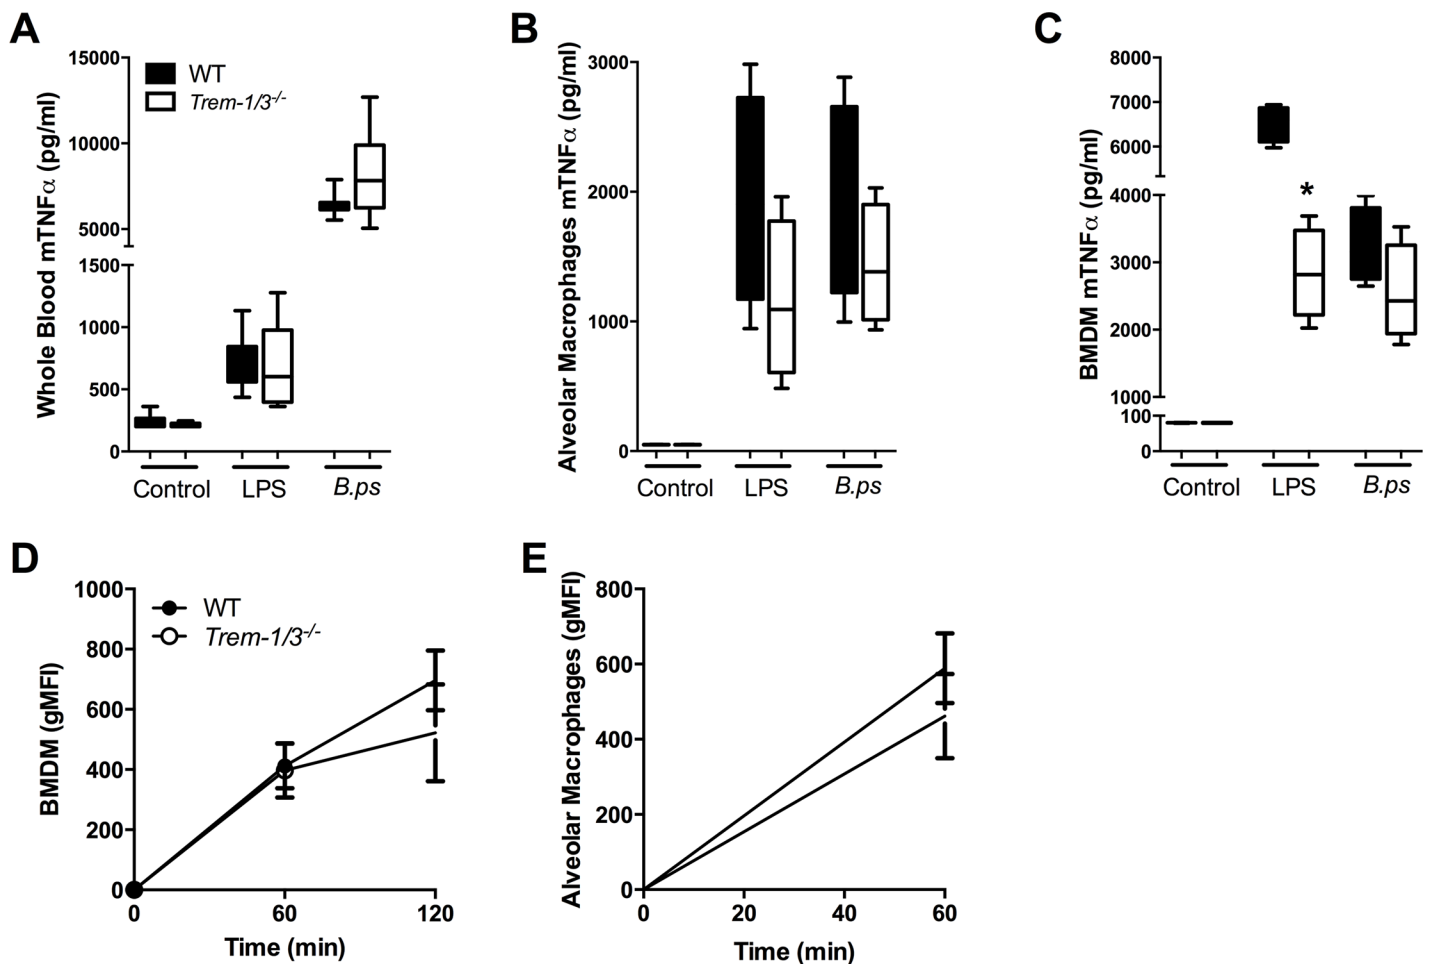 A
Whole Blood mTNFα (pg/ml)
15000
10000
5000
1500
1000
500
0
WT
Trem-1/3-/-
Control
LPS
B.ps
B
Alveolar Macrophages mTNFα (pg/ml)
3000
2000
1000
0
Control
LPS
B.ps
C
BMDM mTNFα (pg/ml)
8000
7000
6000
4000
3000
2000
1000
100
0
*
Control
LPS
B.ps
D
BMDM (gMFI)
1000
800
600
400
200
0
WT
Trem-1/3-/-
0
60
120
Time (min)
E
Alveolar Macrophages (gMFI)
800
600
400
200
0
0
20
40
60
Time (min)